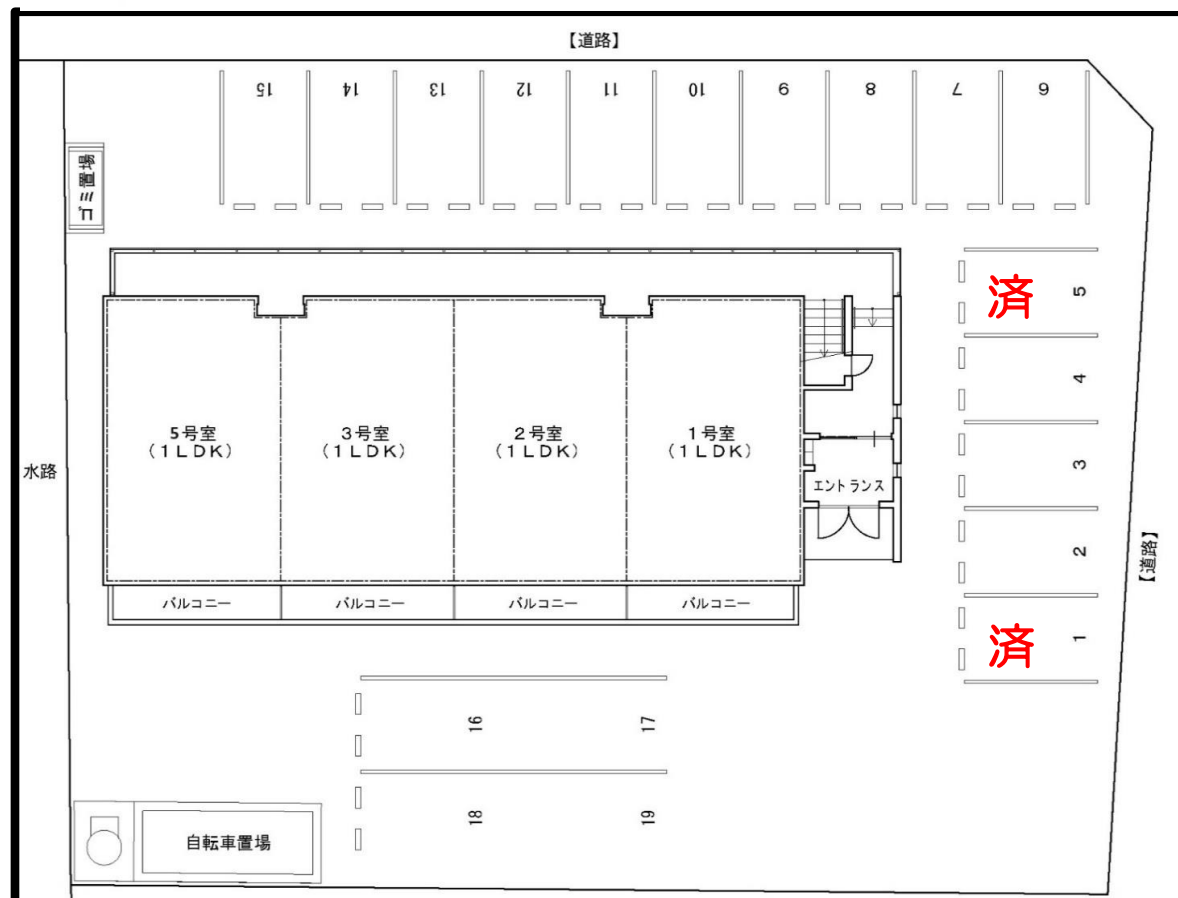 【道路】
15
14
13
12
11
10
9
8
7
6
ゴミ置場
済
5
4
3
2
済
1
5号室
(1LDK)
3号室
(1LDK)
2号室
(1LDK)
1号室
(1LDK)
エントランス
水路
【道路】
バルコニー
バルコニー
バルコニー
バルコニー
16
17
18
19
自転車置場